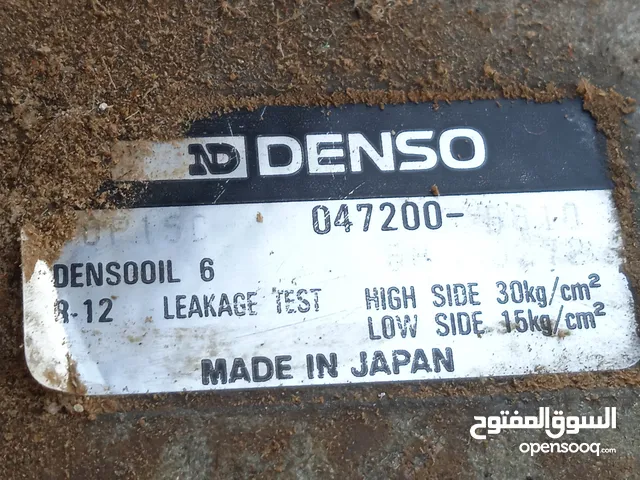 ND DENSO
047200-
DENSOOIL 6
R-12 LEAKAGE TEST HIGH SIDE 30kg/cm²
LOW SIDE 15kg/cm²
MADE IN JAPAN
السوق المفتوح
opensooq.com